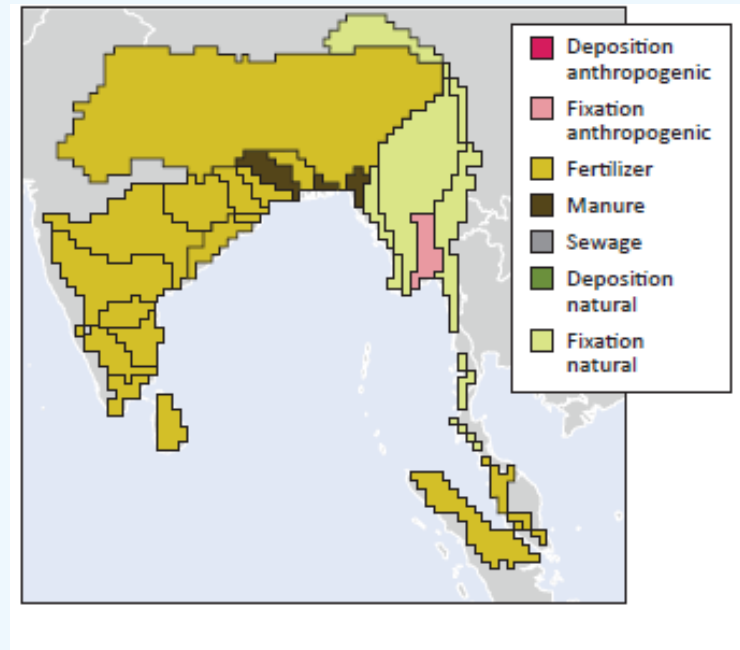 Deposition
anthropogenic
Fixation
anthropogenic
Fertilizer
Manure
Sewage
Deposition
natural
Fixation
natural